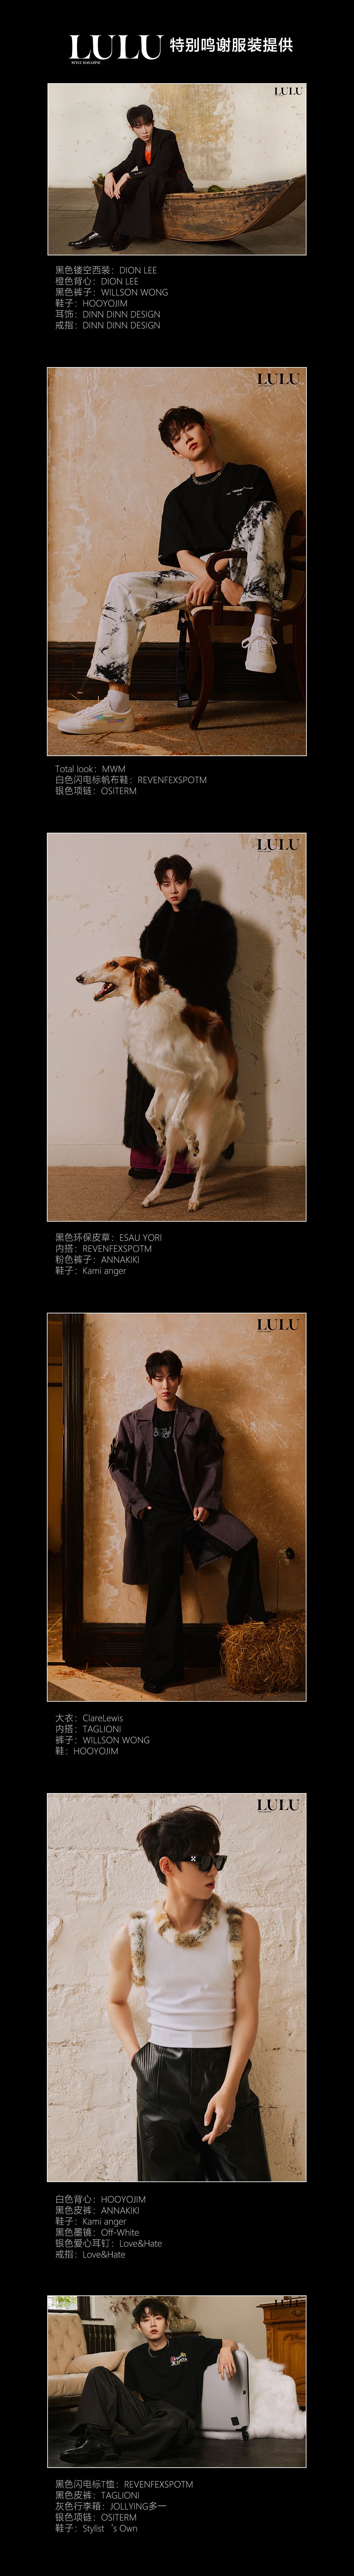 LULU 特别鸣谢服装提供
STYLE MAGAZINE
LULU
黑色镂空西装：DION LEE
橙色背心：DION LEE
黑色裤子：WILLSON WONG
鞋子：HOOYOJIM
耳饰：DINN DINN DESIGN
戒指：DINN DINN DESIGN
LULU
Total look：MWM
白色闪电标帆布鞋：REVENFEXSPOTM
银色项链：OSITERM
LULU
黑色环保皮草：ESAU YORI
内搭：REVENFEXSPOTM
粉色裤子：ANNAKIKI
鞋子：Kami anger
LULU
大衣：ClareLewis
内搭：TAGLIONI
裤子：WILLSON WONG
鞋：HOOYOJIM
LULU
白色背心：HOOYOJIM
黑色皮裤：ANNAKIKI
鞋子：Kami anger
黑色墨镜：Off-White
银色爱心耳钉：Love&Hate
戒指：Love&Hate
LULU
黑色闪电标T恤：REVENFEXSPOTM
黑色皮裤：TAGLIONI
灰色行李箱：JOLLYING多一
银色项链：OSITERM
鞋子：Stylist‘s Own